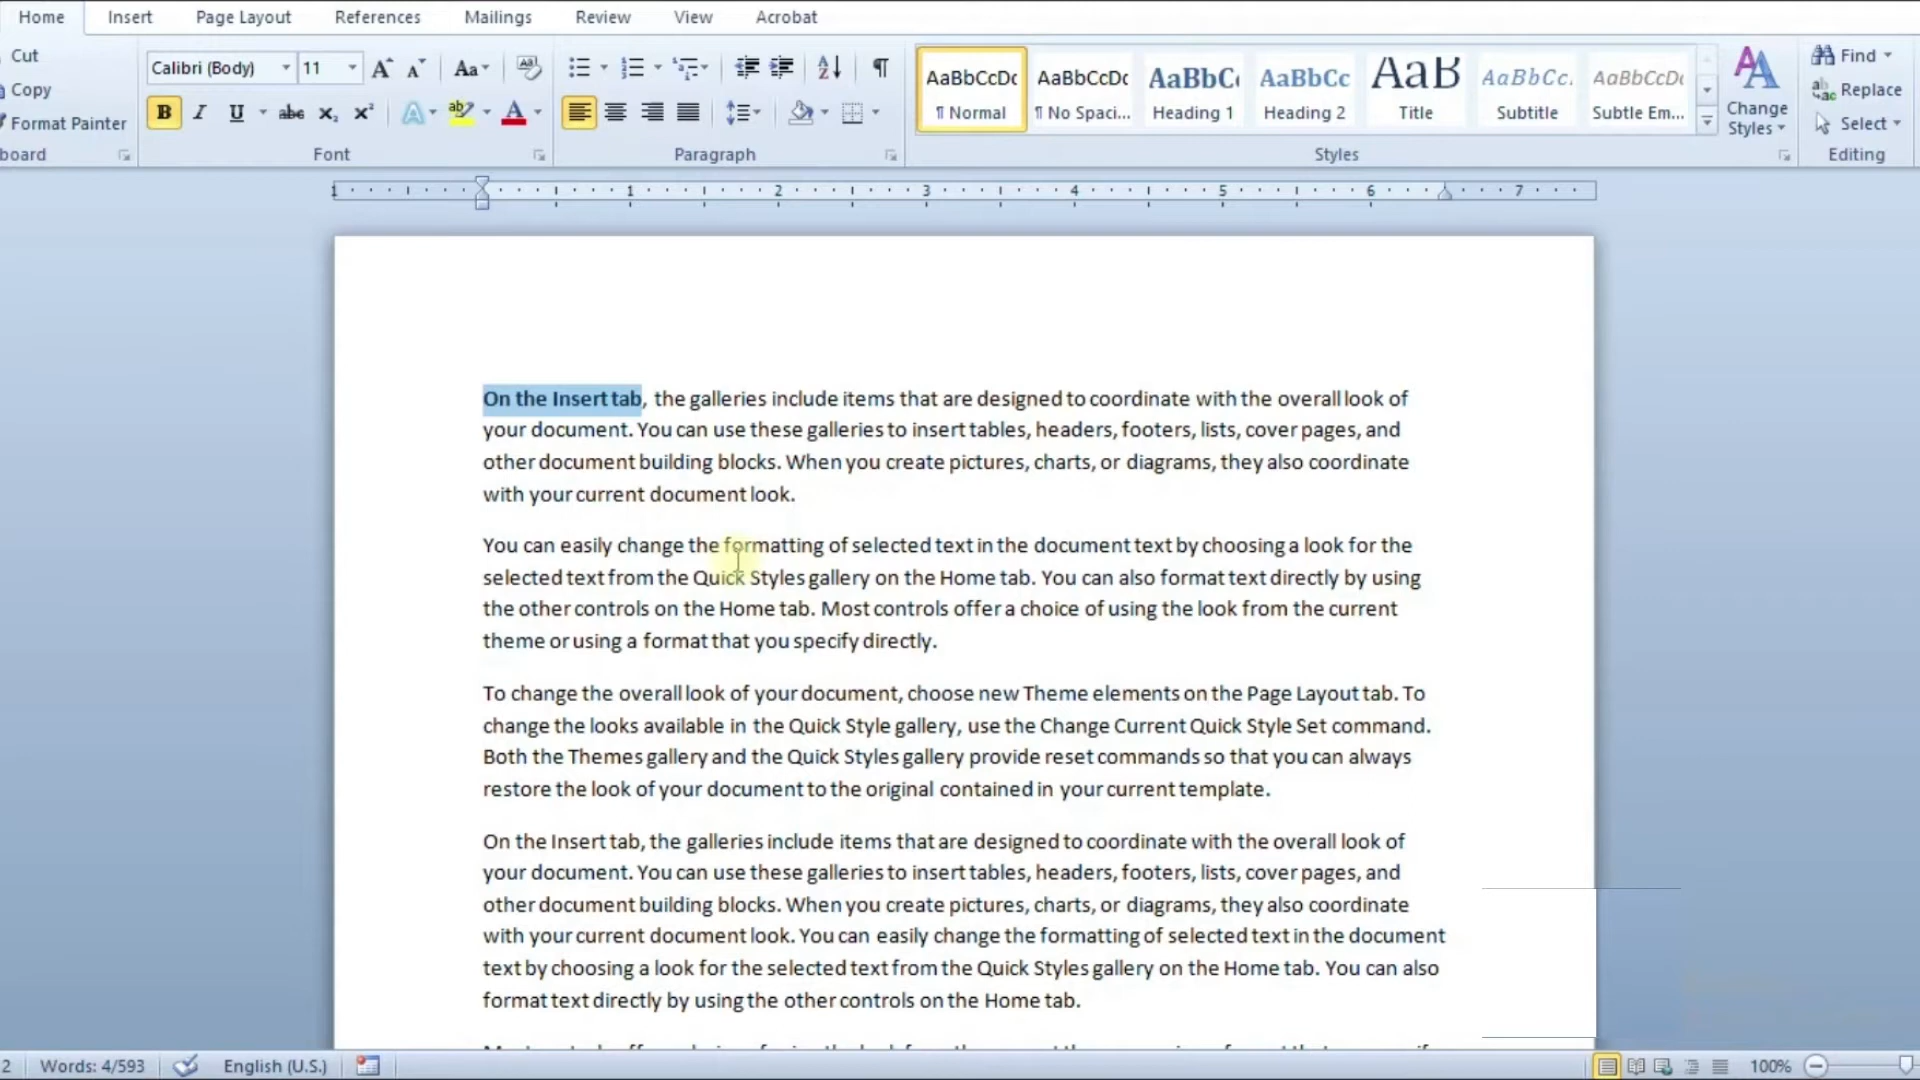 Home Insert Page Layout References Mailings Review View Acrobat
Cut
Copy
Format Painter
board
Calibri (Body) 11
Font
Paragraph
AaBbCcDc AaBbCcDc AaBbC AaBbCc AaB AaBbCc. AaBbCcDc
¶ Normal ¶ No Spaci... Heading 1 Heading 2 Title Subtitle Subtle Em...
Change
Styles
Styles
Find
Replace
Select
Editing
1 1 2 3 4 5 6 7
On the Insert tab, the galleries include items that are designed to coordinate with the overall look of
your document. You can use these galleries to insert tables, headers, footers, lists, cover pages, and
other document building blocks. When you create pictures, charts, or diagrams, they also coordinate
with your current document look.
You can easily change the formatting of selected text in the document text by choosing a look for the
selected text from the Quick Styles gallery on the Home tab. You can also format text directly by using
the other controls on the Home tab. Most controls offer a choice of using the look from the current
theme or using a format that you specify directly.
To change the overall look of your document, choose new Theme elements on the Page Layout tab. To
change the looks available in the Quick Style gallery, use the Change Current Quick Style Set command.
Both the Themes gallery and the Quick Styles gallery provide reset commands so that you can always
restore the look of your document to the original contained in your current template.
On the Insert tab, the galleries include items that are designed to coordinate with the overall look of
your document. You can use these galleries to insert tables, headers, footers, lists, cover pages, and
other document building blocks. When you create pictures, charts, or diagrams, they also coordinate
with your current document look. You can easily change the formatting of selected text in the document
text by choosing a look for the selected text from the Quick Styles gallery on the Home tab. You can also
format text directly by using the other controls on the Home tab.
2 Words: 4/593 English (U.S.) 100%